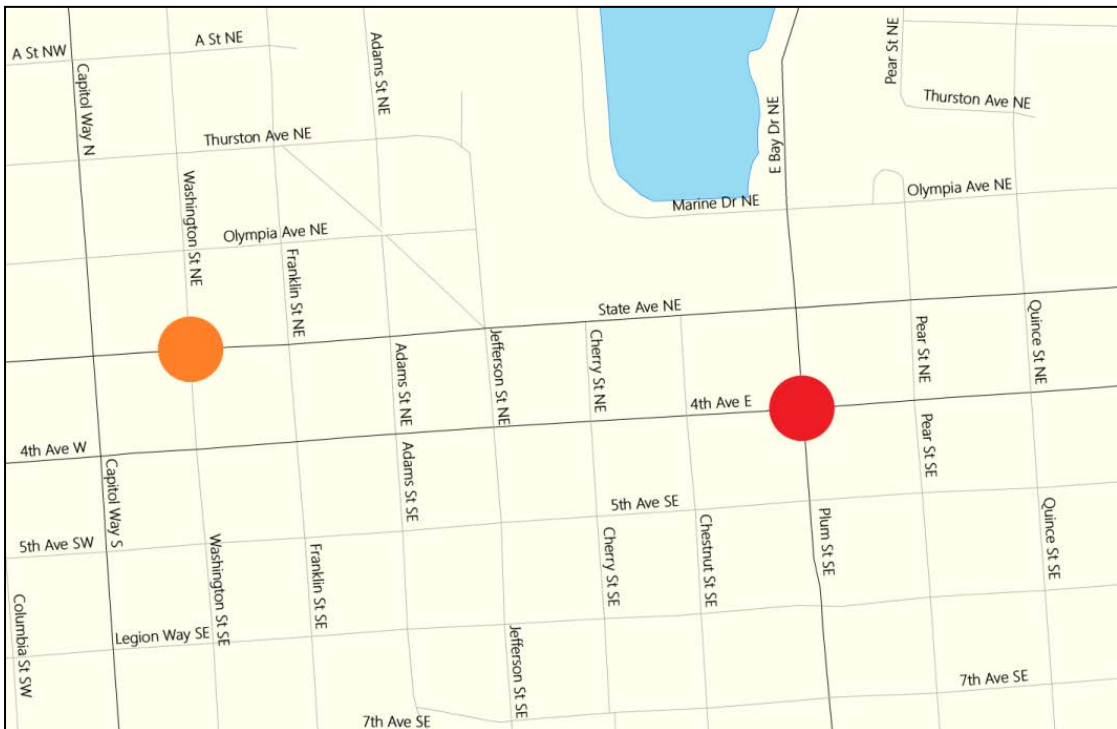 A St NW
A St NE
Adams St NE
Pear St NE
Capitol Way N
Thurston Ave NE
E Bay Dr NE
Thurston Ave NE
Washington St NE
Marine Dr NE
Olympia Ave NE
Olympia Ave NE
Franklin St NE
State Ave NE
Jefferson St NE
Cherry St NE
Pear St NE
Quince St NE
Adams St NE
4th Ave E
4th Ave W
Capitol Way S
Adams St SE
Pear St SE
5th Ave SE
5th Ave SW
Washington St SE
Franklin St SE
Cherry St SE
Chestnut St SE
Plum St SE
Quince St SE
Columbia St SW
Legion Way SE
Jefferson St SE
7th Ave SE
7th Ave SE